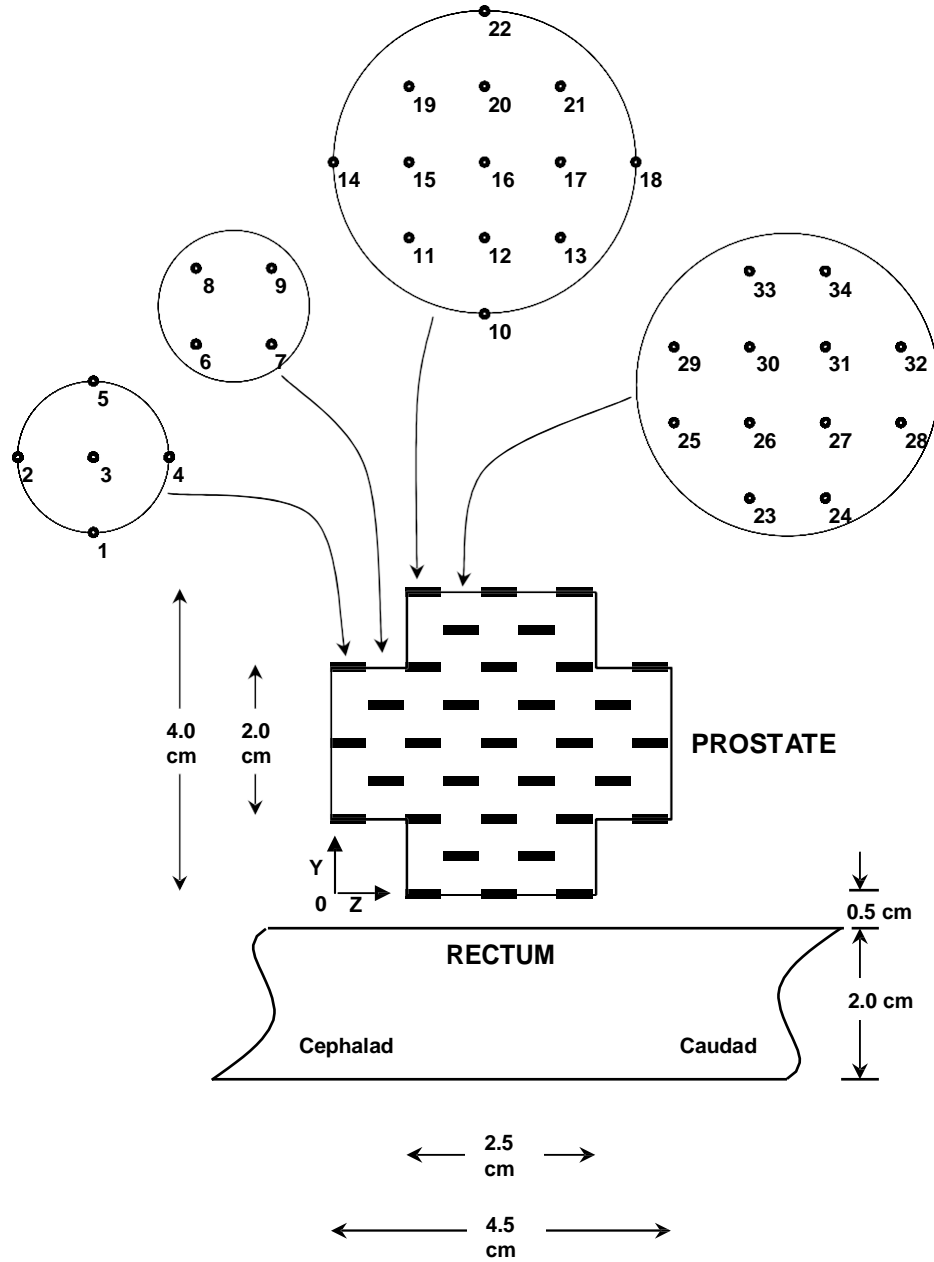 22
19 20 21
14 15 16 17 18
11 12 13
10
8 9
6 7
33 34
29 30 31 32
25 26 27 28
23 24
5
2 3 4
1
4.0
cm
2.0
cm
PROSTATE
Y
0 Z
0.5 cm
RECTUM
2.0 cm
Cephalad Caudad
2.5
cm
4.5
cm